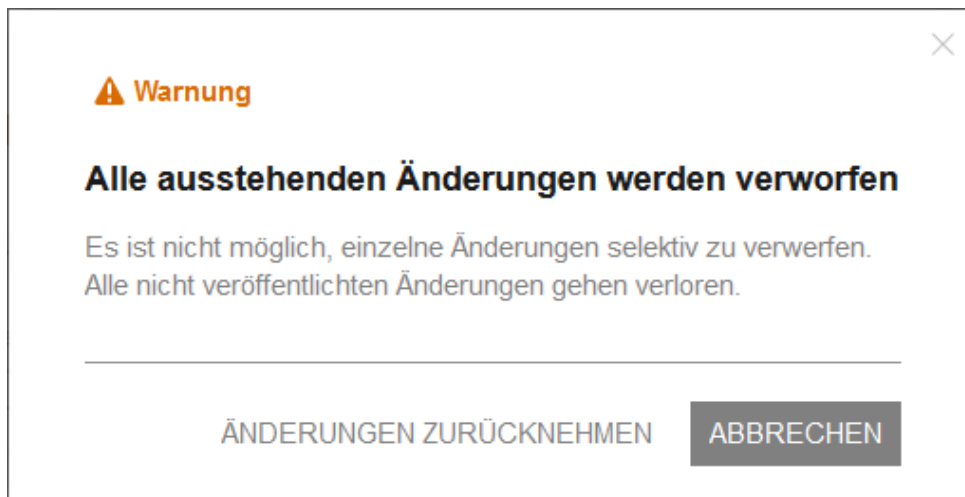 Warnung
Alle ausstehenden Änderungen werden verworfen
Es ist nicht möglich, einzelne Änderungen selektiv zu verwerfen.
Alle nicht veröffentlichten Änderungen gehen verloren.
ÄNDERUNGEN ZURÜCKNEHMEN ABBRECHEN